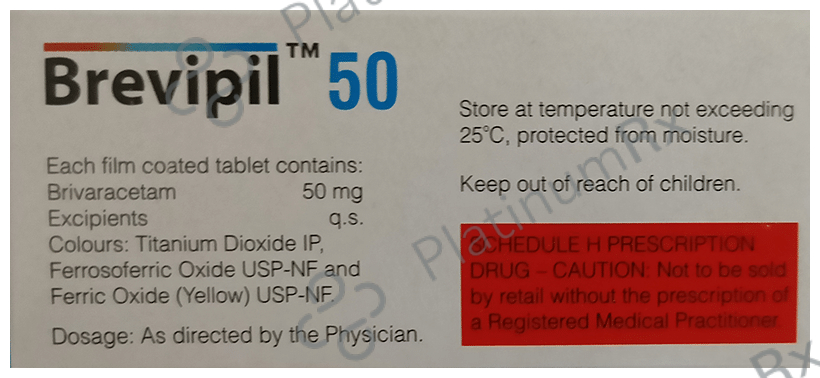 Brevipil™ 50
Each film coated tablet contains:
Brivaracetam 50 mg
Excipients q.s.
Colours: Titanium Dioxide IP,
Ferrosoferric Oxide USP-NF and
Ferric Oxide (Yellow) USP-NF.
Dosage: As directed by the Physician.
Store at temperature not exceeding
25°C, protected from moisture.
Keep out of reach of children.
SCHEDULE H PRESCRIPTION
DRUG – CAUTION: Not to be sold
by retail without the prescription of
a Registered Medical Practitioner.
PlatinumRx
Platinum
Rx